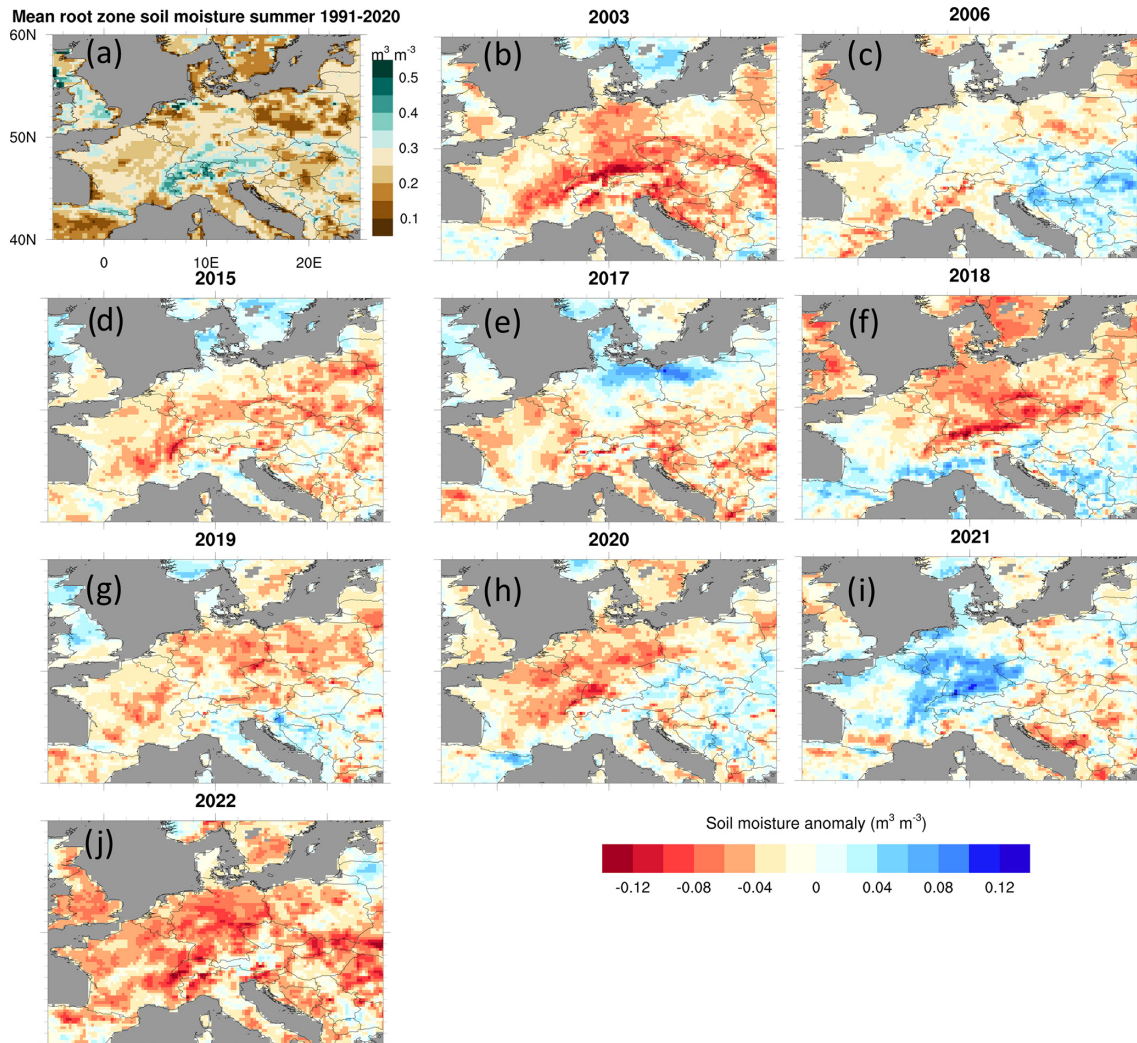 Mean root zone soil moisture summer 1991-2020
2003
2006
60N
(a)
m³ m⁻³
0.5
0.4
0.3
0.2
0.1
50N
40N
0
10E
20E
(b)
(c)
2015
2017
2018
(d)
(e)
(f)
2019
2020
2021
(g)
(h)
(i)
2022
(j)
Soil moisture anomaly (m³ m⁻³)
-0.12 -0.08 -0.04 0 0.04 0.08 0.12